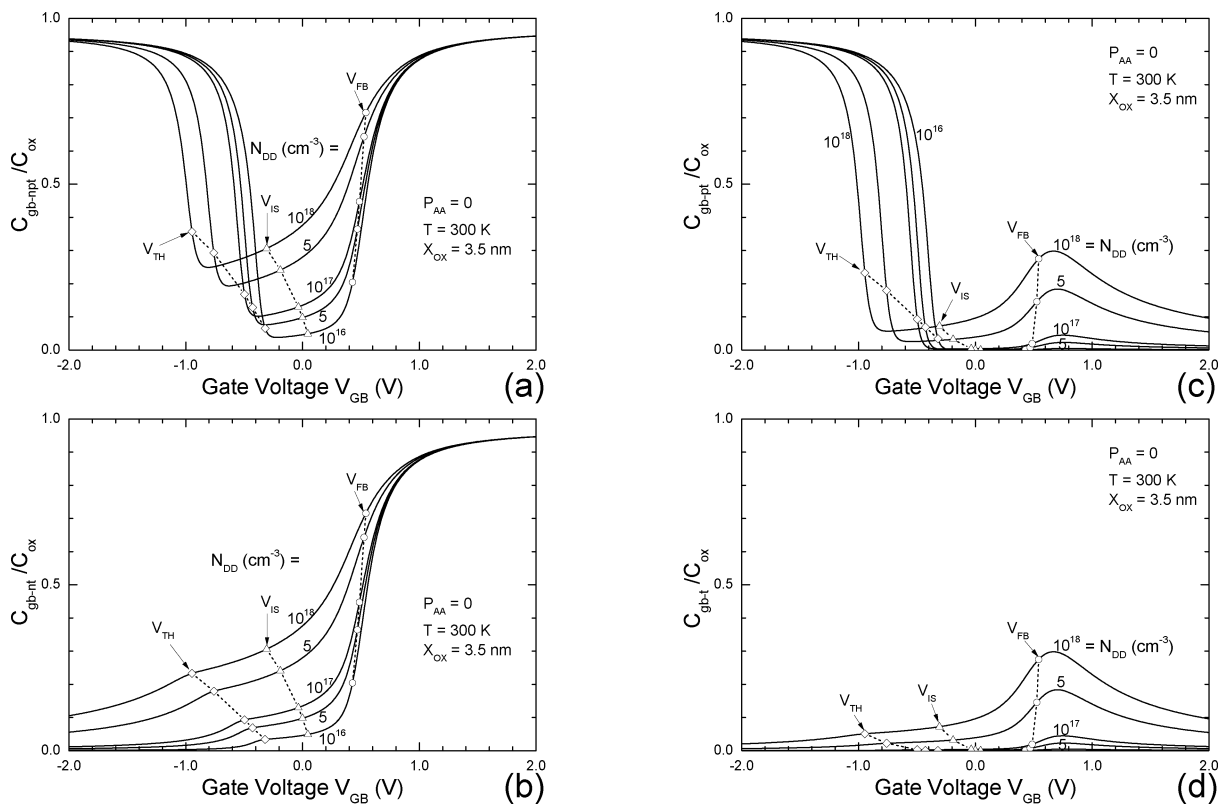 1.0
0.5
0.0
C_gb-npt /C_ox
V_FB
N_DD (cm^-3) =
V_IS
10^18
5
V_TH
10^17
5
10^16
P_AA = 0
T = 300 K
X_OX = 3.5 nm
-2.0 -1.0 0.0 1.0 2.0
Gate Voltage V_GB (V)
(a)
1.0
0.5
0.0
C_gb-pt /C_ox
P_AA = 0
T = 300 K
X_OX = 3.5 nm
10^18
10^16
V_FB
10^18 = N_DD (cm^-3)
V_TH
5
V_IS
10^17
5
-2.0 -1.0 0.0 1.0 2.0
Gate Voltage V_GB (V)
(c)
1.0
0.5
0.0
C_gb-nt /C_ox
V_FB
N_DD (cm^-3) =
V_IS
10^18
V_TH
5
10^17
5
10^16
P_AA = 0
T = 300 K
X_OX = 3.5 nm
-2.0 -1.0 0.0 1.0 2.0
Gate Voltage V_GB (V)
(b)
1.0
0.5
0.0
C_gb-t /C_ox
P_AA = 0
T = 300 K
X_OX = 3.5 nm
V_FB
10^18 = N_DD (cm^-3)
5
V_IS
V_TH
10^17
5
-2.0 -1.0 0.0 1.0 2.0
Gate Voltage V_GB (V)
(d)